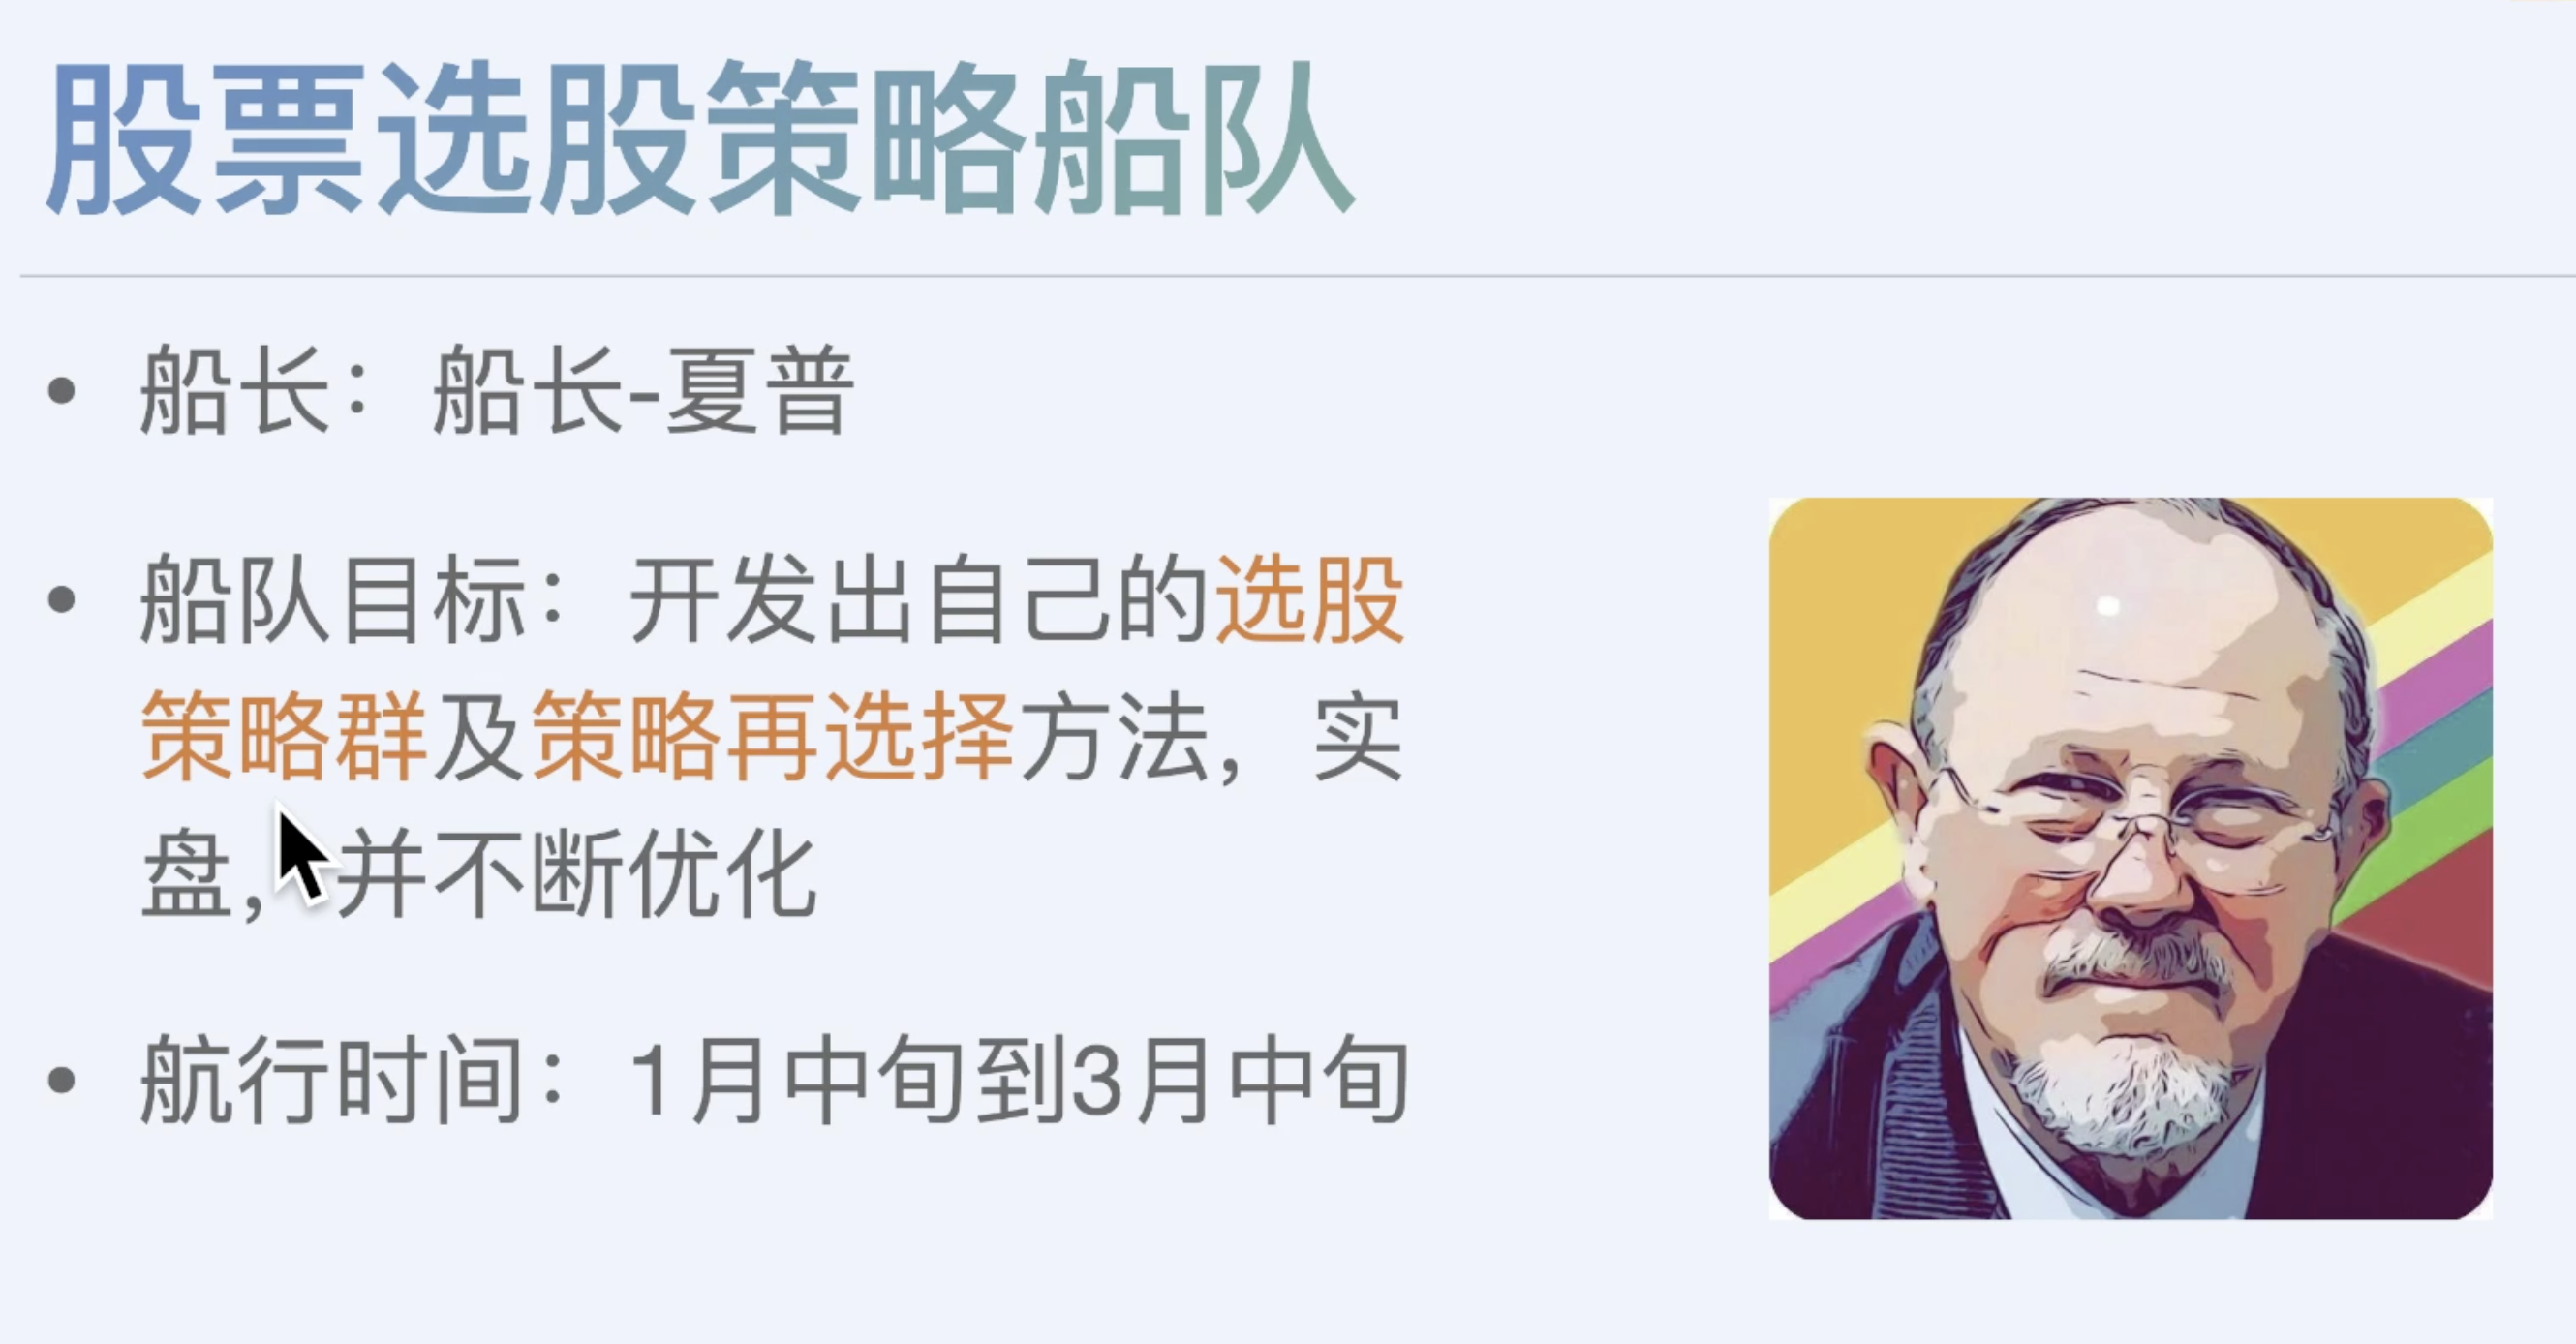 股票选股策略船队
• 船长：船长-夏普
• 船队目标：开发出自己的选股
策略群及策略再选择方法，实
盘，并不断优化
• 航行时间：1月中旬到3月中旬